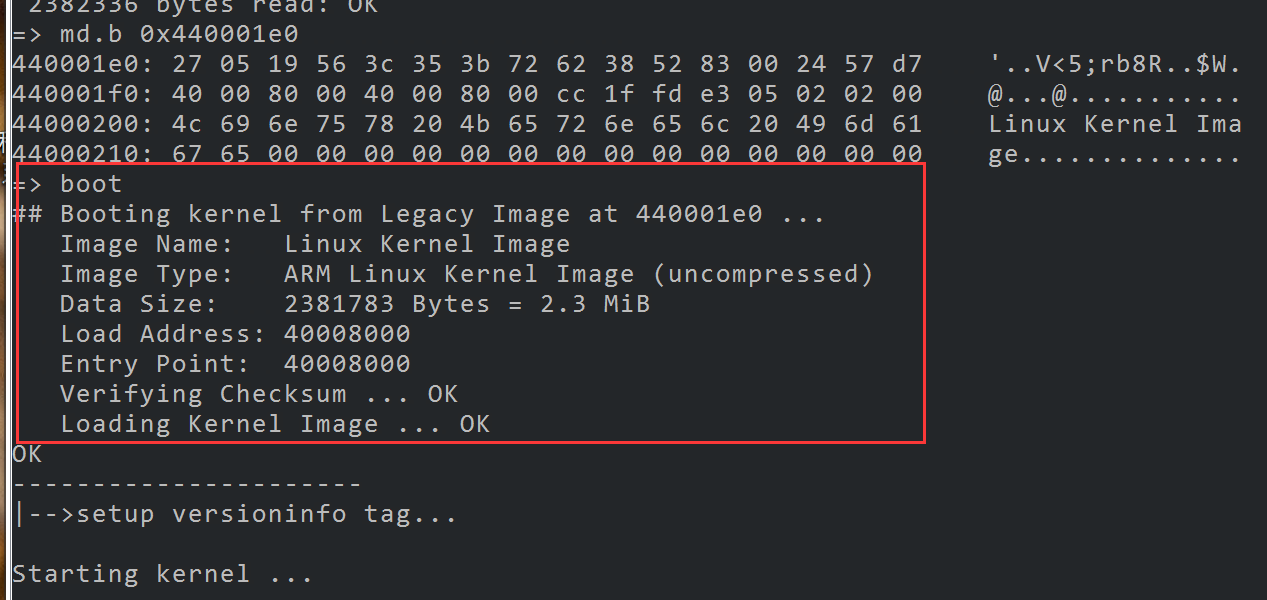 2382336 bytes read: OK
=> md.b 0x440001e0
440001e0: 27 05 19 56 3c 35 3b 72 62 38 52 83 00 24 57 d7    '..V<5;rb8R..$W.
440001f0: 40 00 80 00 40 00 80 00 cc 1f fd e3 05 02 02 00    @...@...........
44000200: 4c 69 6e 75 78 20 4b 65 72 6e 65 6c 20 49 6d 61    Linux Kernel Ima
44000210: 67 65 00 00 00 00 00 00 00 00 00 00 00 00 00 00    ge..............
=> boot
## Booting kernel from Legacy Image at 440001e0 ...
   Image Name:   Linux Kernel Image
   Image Type:   ARM Linux Kernel Image (uncompressed)
   Data Size:    2381783 Bytes = 2.3 MiB
   Load Address: 40008000
   Entry Point:  40008000
   Verifying Checksum ... OK
   Loading Kernel Image ... OK
OK
----------------------
|-->setup versioninfo tag...
Starting kernel ...